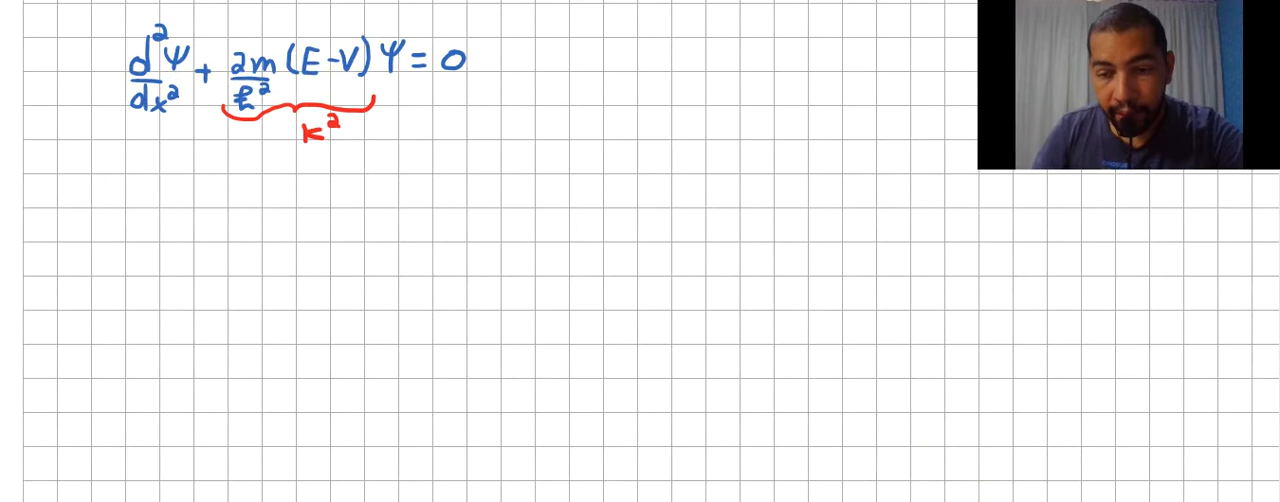 d²Ψ/dx² + 2m/ħ² (E-V) Ψ = 0
k²